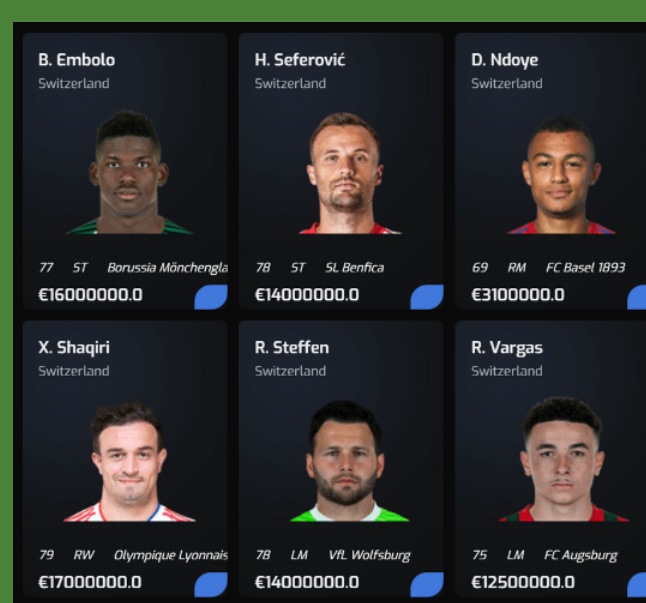 B. Embolo
Switzerland
77 ST Borussia Mönchengla
€16000000.0
H. Seferović
Switzerland
78 ST SL Benfica
€14000000.0
D. Ndoye
Switzerland
69 RM FC Basel 1893
€3100000.0
X. Shaqiri
Switzerland
79 RW Olympique Lyonnais
€17000000.0
R. Steffen
Switzerland
78 LM VfL Wolfsburg
€14000000.0
R. Vargas
Switzerland
75 LM FC Augsburg
€12500000.0